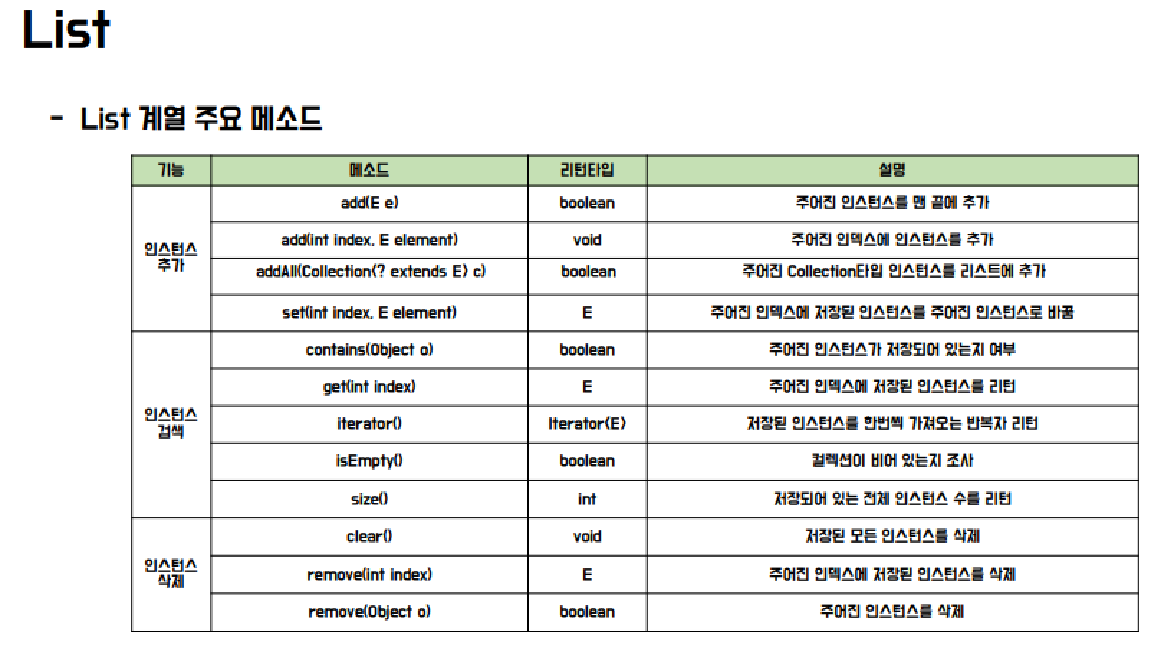 List
- List 계열 주요 메소드
기능 메소드 리턴타입 설명
인스턴스 추가
add(E e) boolean 주어진 인스턴스를 맨 끝에 추가
add(int index, E element) void 주어진 인덱스에 인스턴스를 추가
addAll(Collection(? extends E) c) boolean 주어진 Collection타입 인스턴스를 리스트에 추가
set(int index, E element) E 주어진 인덱스에 저장된 인스턴스를 주어진 인스턴스로 바꿈
인스턴스 검색
contains(Object o) boolean 주어진 인스턴스가 저장되어 있는지 여부
get(int index) E 주어진 인덱스에 저장된 인스턴스를 리턴
iterator() Iterator(E) 저장된 인스턴스를 한번씩 가져오는 반복자 리턴
isEmpty() boolean 컬렉션이 비어 있는지 조사
size() int 저장되어 있는 전체 인스턴스 수를 리턴
인스턴스 삭제
clear() void 저장된 모든 인스턴스를 삭제
remove(int index) E 주어진 인덱스에 저장된 인스턴스를 삭제
remove(Object o) boolean 주어진 인스턴스를 삭제